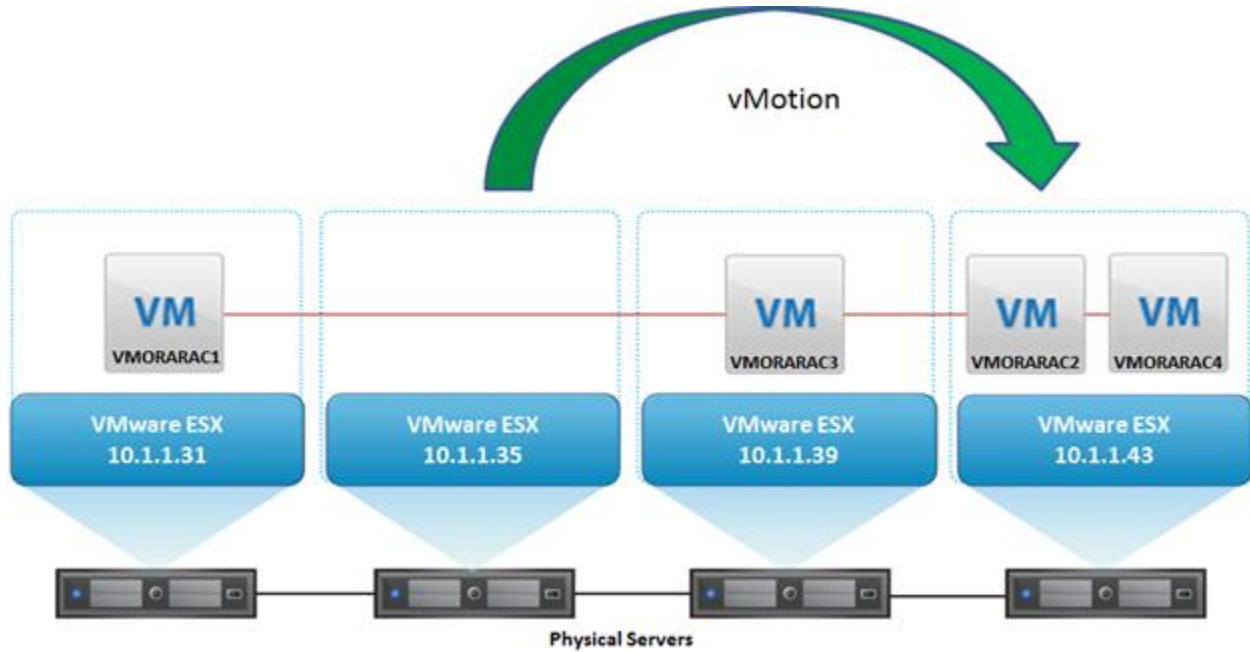 vMotion
VM
VMORARAC1
VM
VMORARAC3
VM
VMORARAC2
VM
VMORARAC4
VMware ESX
10.1.1.31
VMware ESX
10.1.1.35
VMware ESX
10.1.1.39
VMware ESX
10.1.1.43
Physical Servers